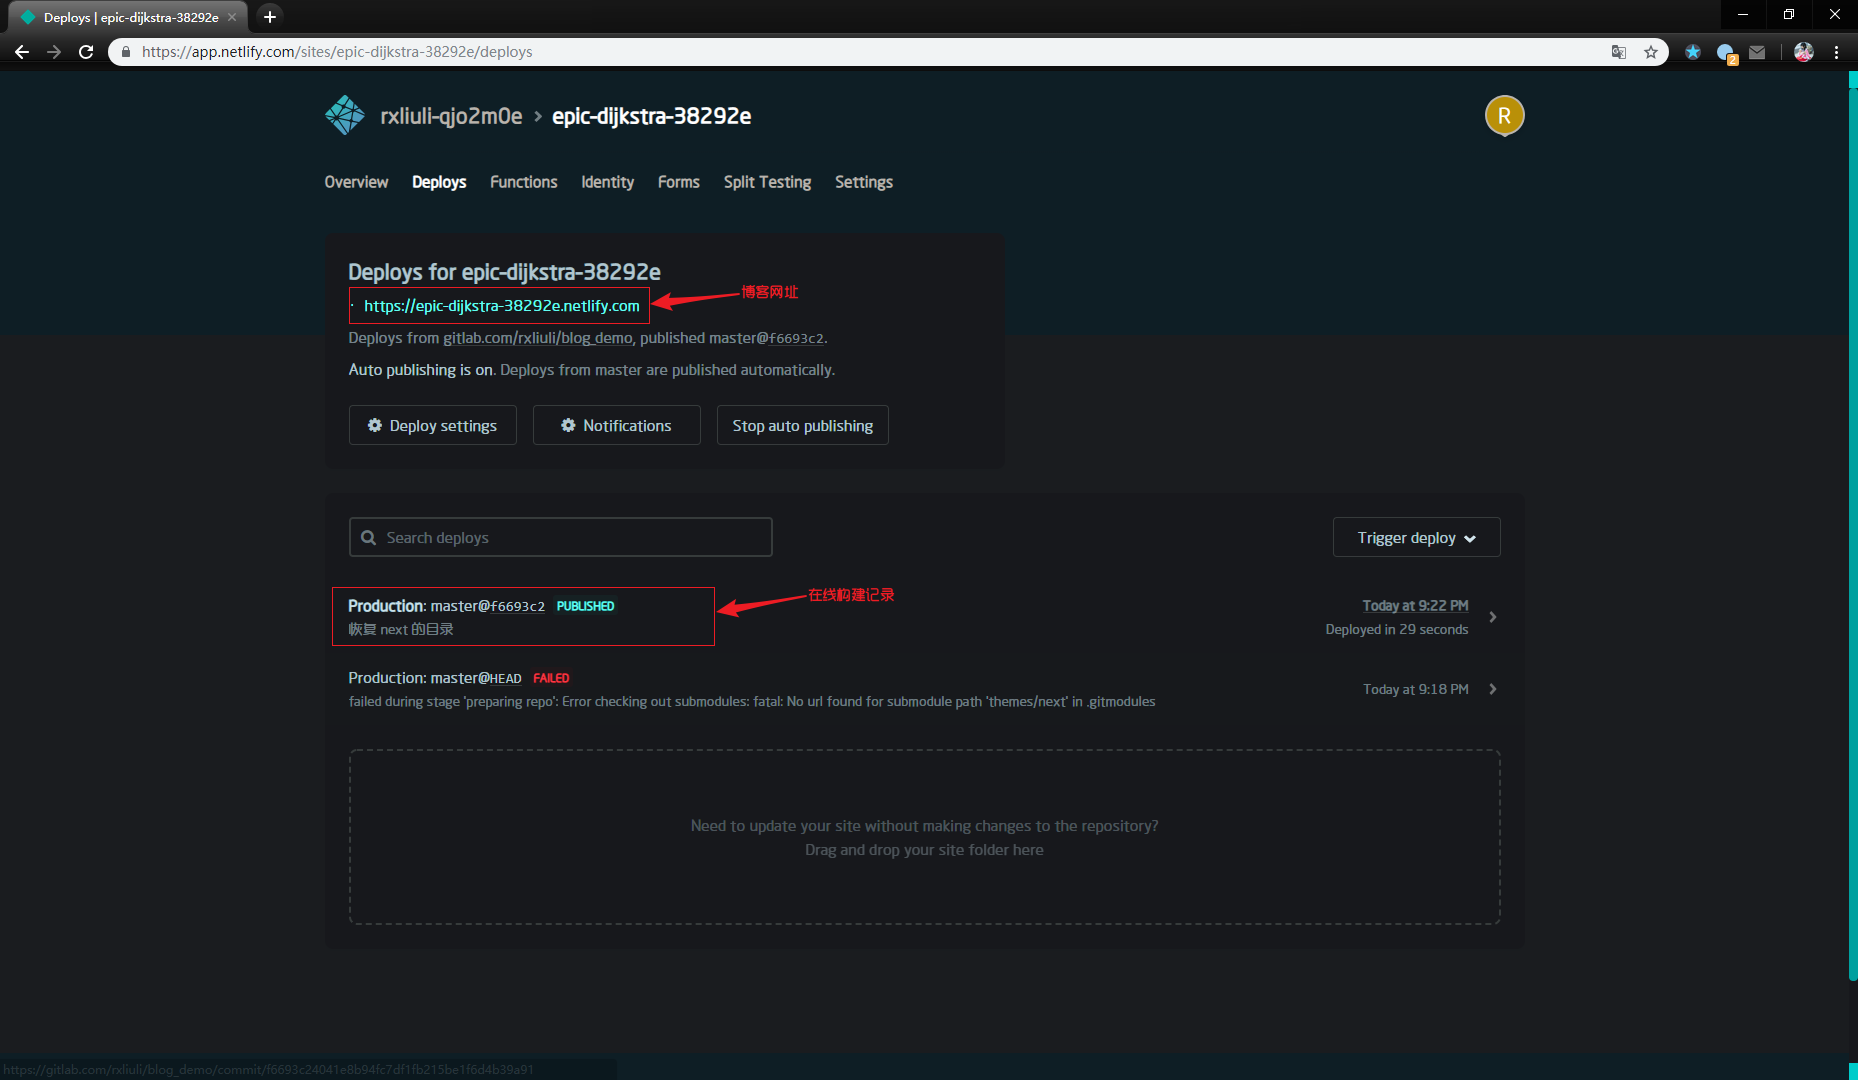 Deploys | epic-dijkstra-38292e
https://app.netlify.com/sites/epic-dijkstra-38292e/deploys
2
rxliuli-qjo2m0e > epic-dijkstra-38292e
R
Overview Deploys Functions Identity Forms Split Testing Settings
Deploys for epic-dijkstra-38292e
https://epic-dijkstra-38292e.netlify.com
博客网址
Deploys from gitlab.com/rxliuli/blog_demo, published master@f6693c2.
Auto publishing is on. Deploys from master are published automatically.
Deploy settings Notifications Stop auto publishing
Search deploys
Trigger deploy
Production: master@f6693c2 PUBLISHED
恢复 next 的目录
在线构建记录
Today at 9:22 PM
Deployed in 29 seconds
Production: master@HEAD FAILED
failed during stage 'preparing repo': Error checking out submodules: fatal: No url found for submodule path 'themes/next' in .gitmodules
Today at 9:18 PM
Need to update your site without making changes to the repository?
Drag and drop your site folder here
https://gitlab.com/rxliuli/blog_demo/commit/f6693c24041e8b94fc7df1fb215be1f6d4b39a91